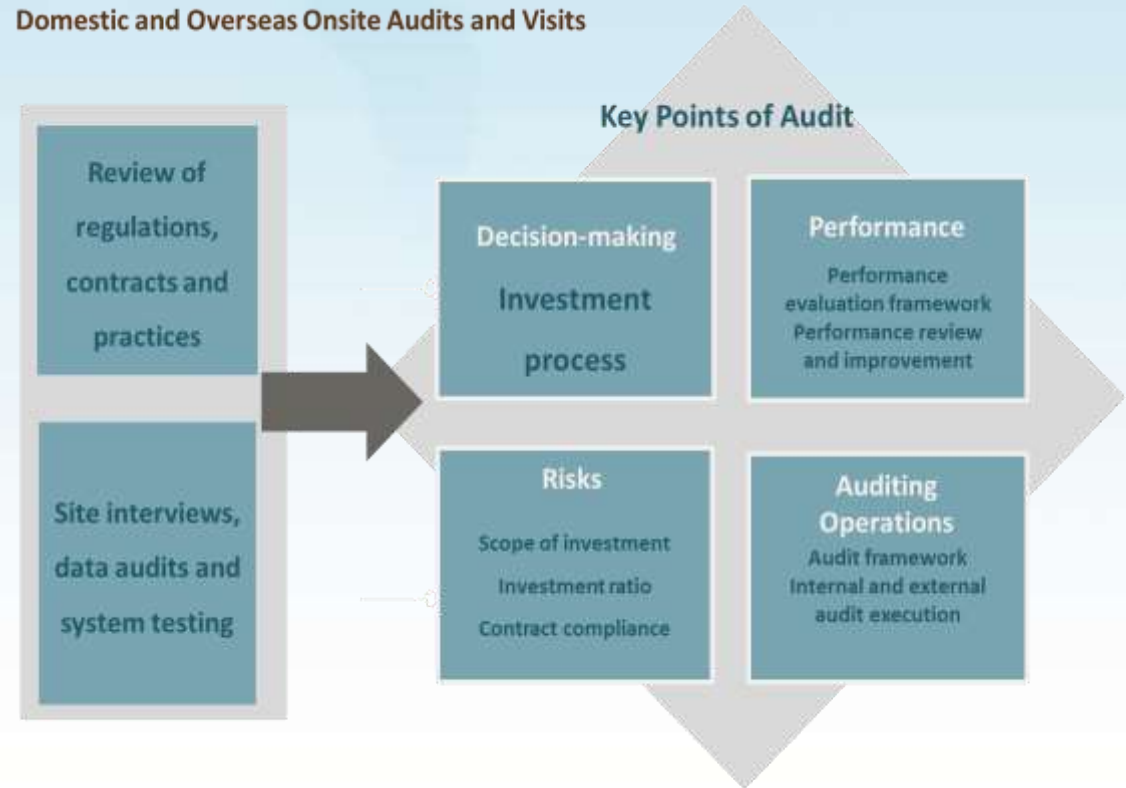 Domestic and Overseas Onsite Audits and Visits
Review of
regulations,
contracts and
practices
Site interviews,
data audits and
system testing
Key Points of Audit
Decision-making
Investment
process
Performance
Performance
evaluation framework
Performance review
and improvement
Risks
Scope of investment
Investment ratio
Contract compliance
Auditing
Operations
Audit framework
Internal and external
audit execution